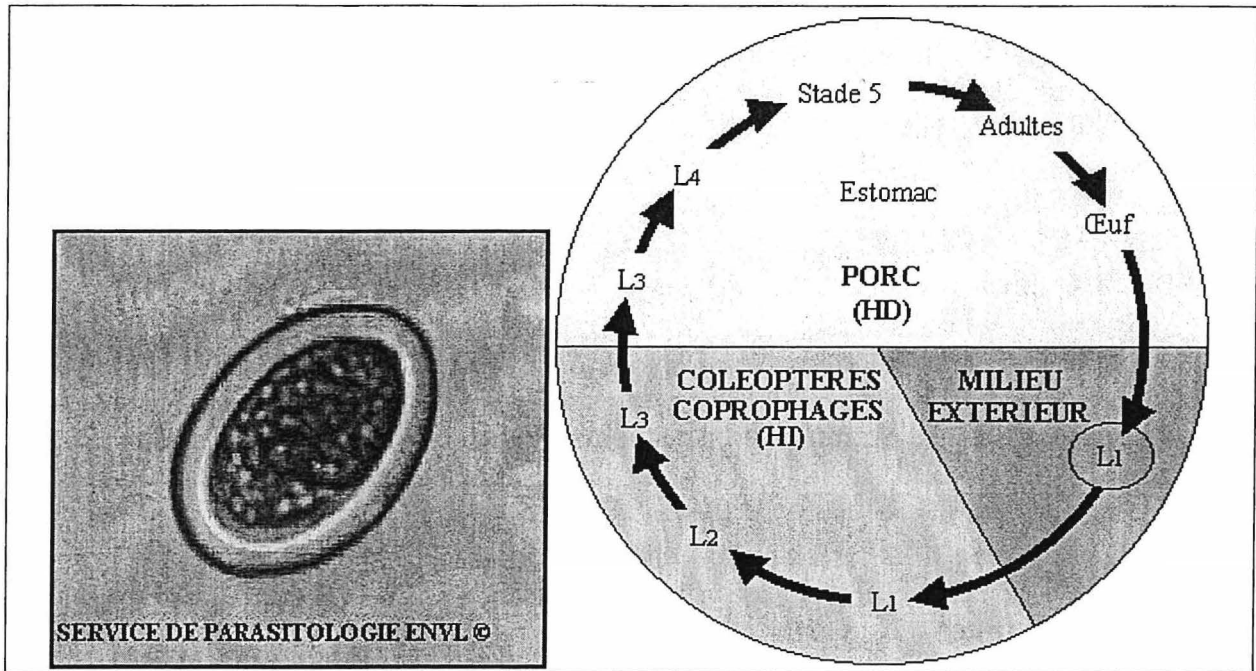 Stade 5
Adultes
L4
Estomac
Œuf
L3
PORC
(HD)
COLEOPTERES
COPROPHAGES
(HI)
MILIEU
EXTERIEUR
L3
L1
L2
L1
SERVICE DE PARASITOLOGIE ENVL ©